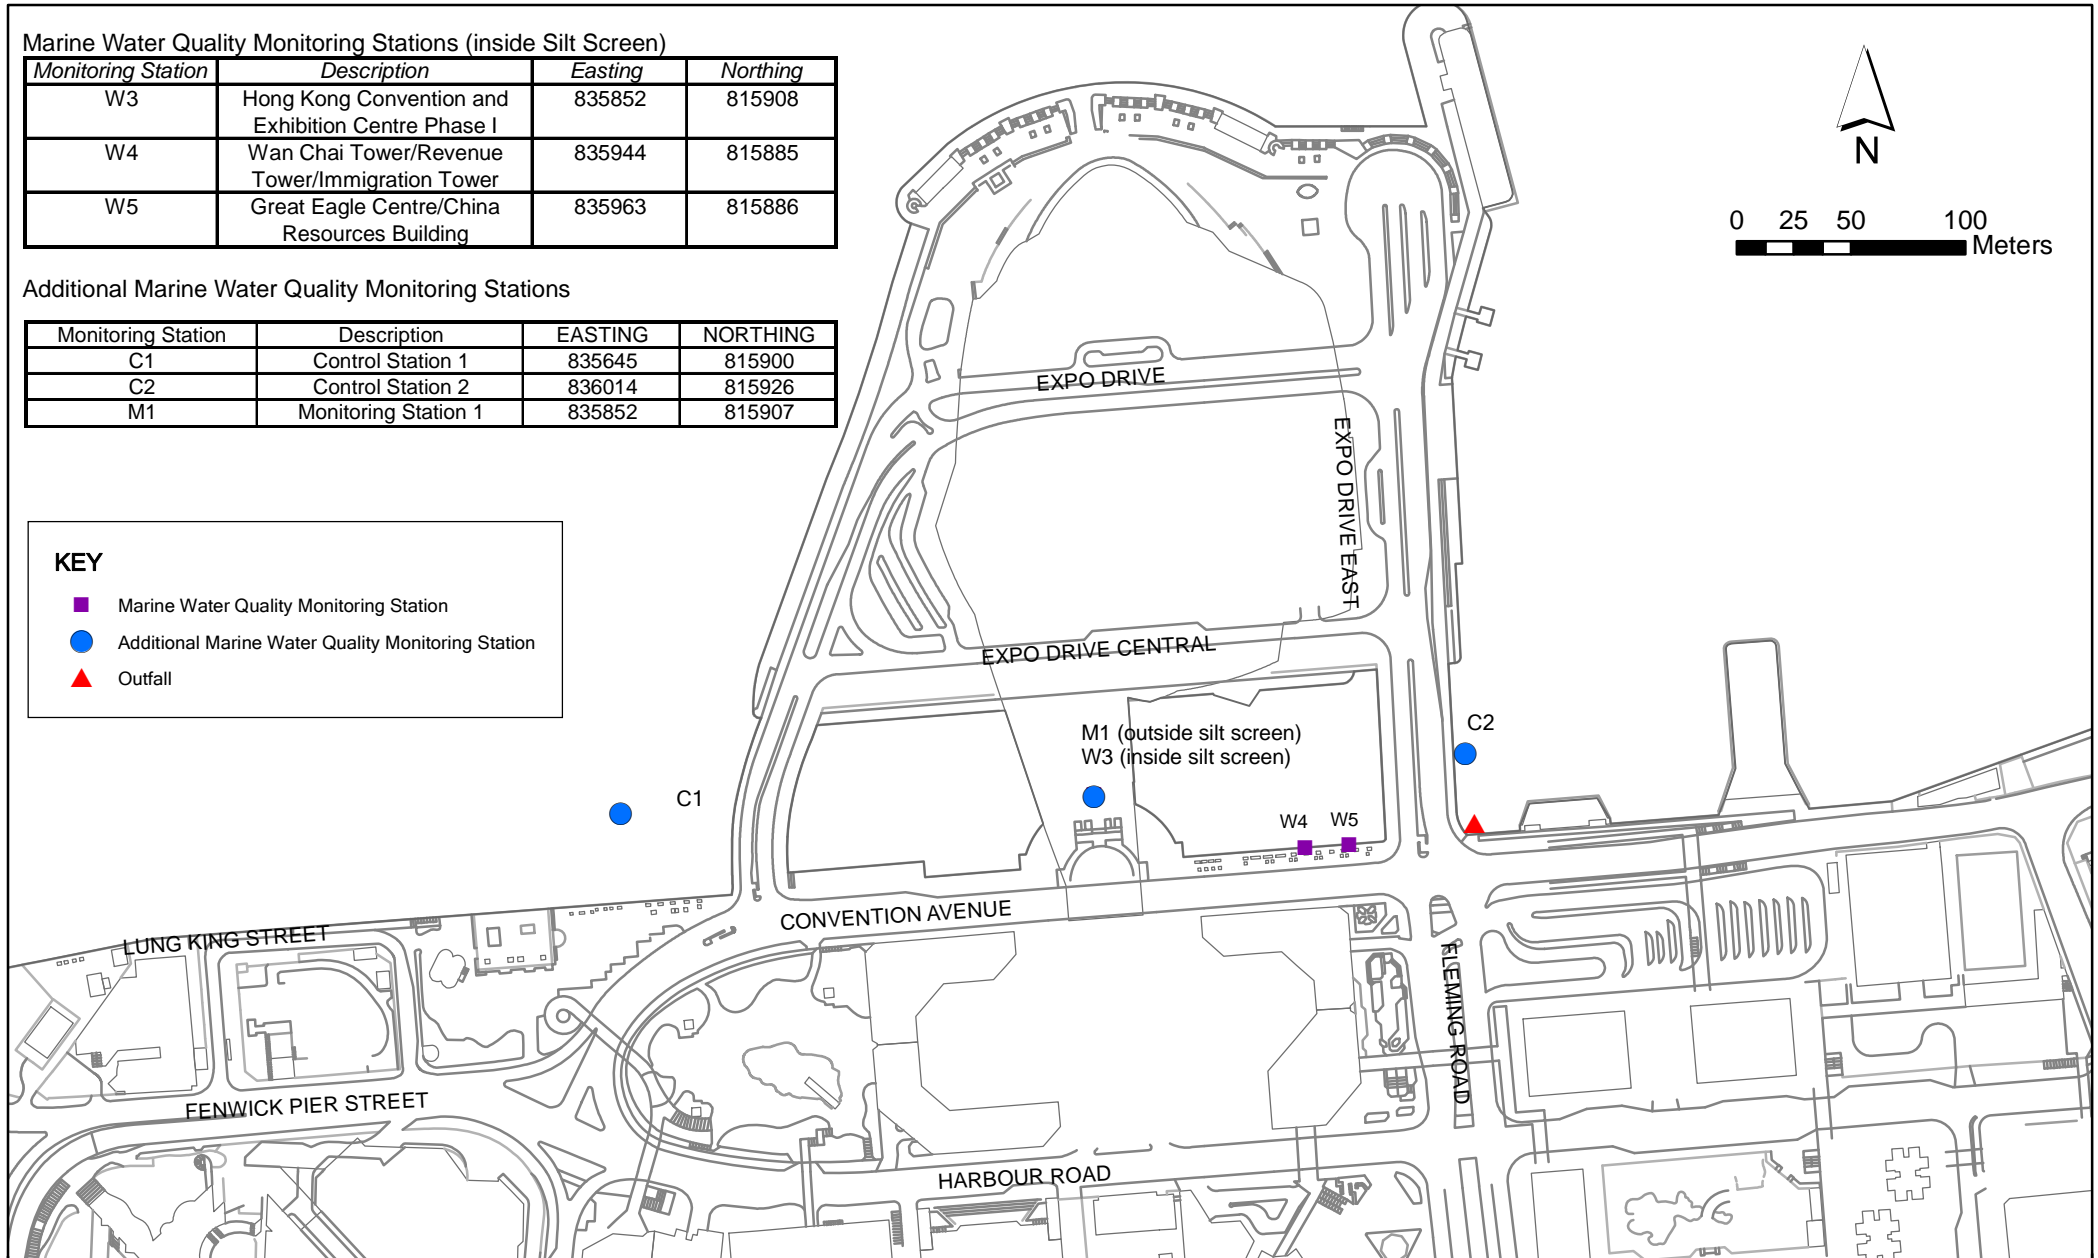 Marine Water Quality Monitoring Stations (inside Silt Screen)
Monitoring Station Description Easting Northing
W3 Hong Kong Convention and Exhibition Centre Phase I 835852 815908
W4 Wan Chai Tower/Revenue Tower/Immigration Tower 835944 815885
W5 Great Eagle Centre/China Resources Building 835963 815886
Additional Marine Water Quality Monitoring Stations
Monitoring Station Description EASTING NORTHING
C1 Control Station 1 835645 815900
C2 Control Station 2 836014 815926
M1 Monitoring Station 1 835852 815907
KEY
Marine Water Quality Monitoring Station
Additional Marine Water Quality Monitoring Station
Outfall
N
0 25 50 100
Meters
EXPO DRIVE
EXPO DRIVE EAST
EXPO DRIVE CENTRAL
M1 (outside silt screen)
W3 (inside silt screen)
C2
C1
W4 W5
CONVENTION AVENUE
LUNG KING STREET
FLEMING ROAD
FENWICK PIER STREET
HARBOUR ROAD